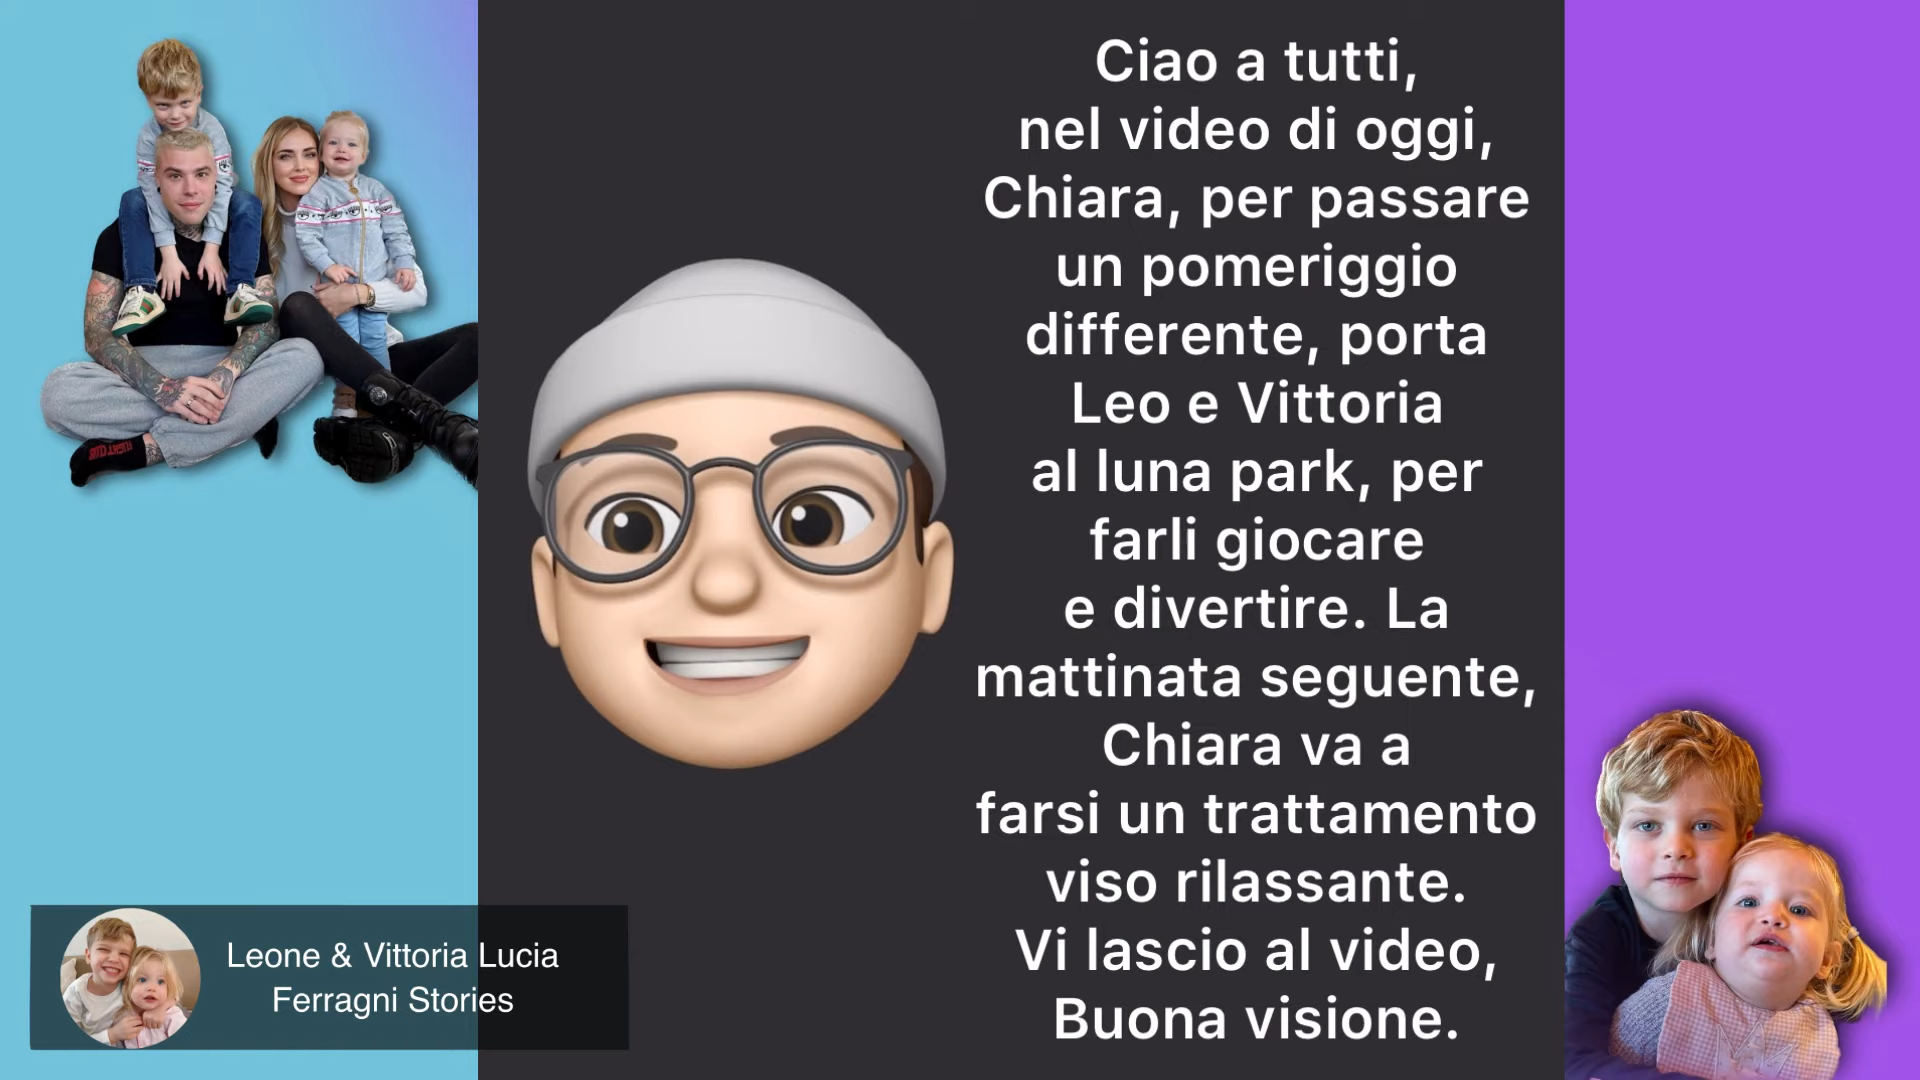 Ciao a tutti,
nel video di oggi,
Chiara, per passare
un pomeriggio
differente, porta
Leo e Vittoria
al luna park, per
farli giocare
e divertire. La
mattinata seguente,
Chiara va a
farsi un trattamento
viso rilassante.
Vi lascio al video,
Buona visione.
Leone & Vittoria Lucia
Ferragni Stories
FLIGHT CLUB